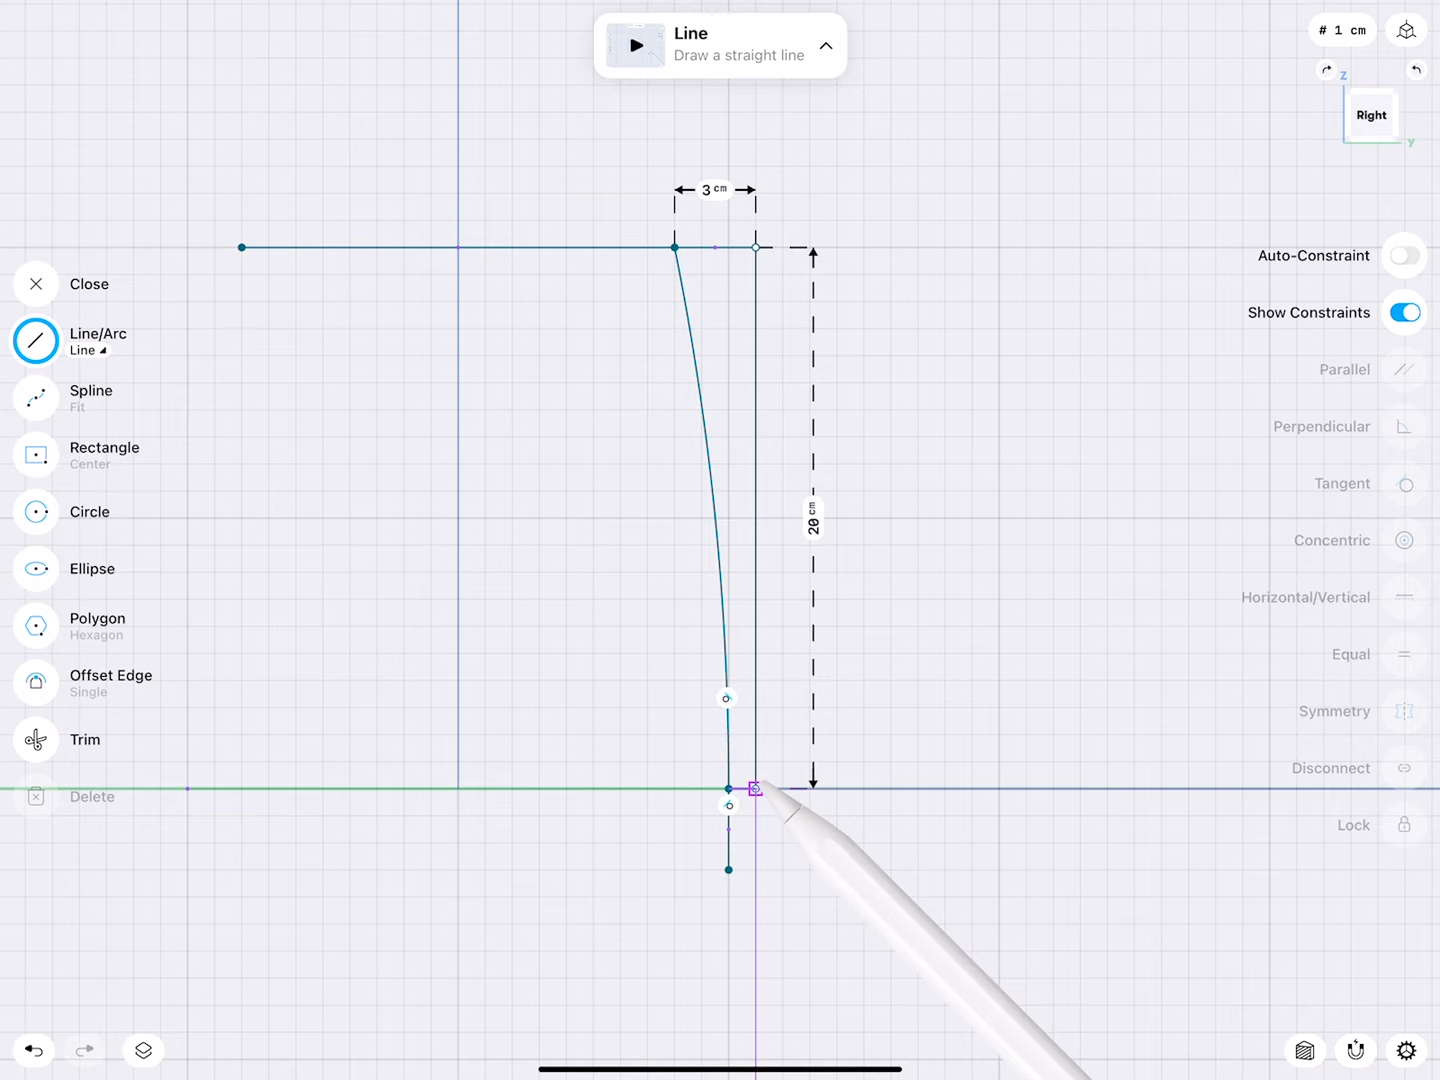 Line
Draw a straight line
# 1 cm
Z
Right
Y
3 cm
20 cm
Close
Line/Arc
Line
Spline
Fit
Rectangle
Center
Circle
Ellipse
Polygon
Hexagon
Offset Edge
Single
Trim
Delete
Auto-Constraint
Show Constraints
Parallel
Perpendicular
Tangent
Concentric
Horizontal/Vertical
Equal
Symmetry
Disconnect
Lock